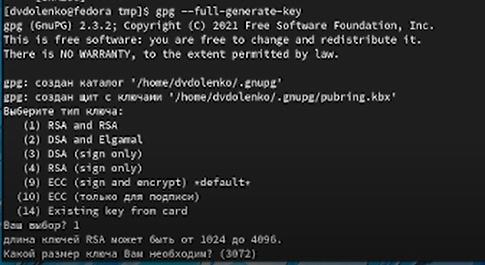 [dvdolenko@fedora tmp]$ gpg --full-generate-key
gpg (GnuPG) 2.3.2; Copyright (C) 2021 Free Software Foundation, Inc.
This is free software: you are free to change and redistribute it.
There is NO WARRANTY, to the extent permitted by law.

gpg: создан каталог '/home/dvdolenko/.gnupg'
gpg: создан щит с ключами '/home/dvdolenko/.gnupg/pubring.kbx'
Выберите тип ключа:
(1) RSA and RSA
(2) DSA and Elgamal
(3) DSA (sign only)
(4) RSA (sign only)
(9) ECC (sign and encrypt) *default*
(10) ECC (только для подписи)
(14) Existing key from card
Ваш выбор? 1
длина ключей RSA может быть от 1024 до 4096.
Какой размер ключа Вам необходим? (3072)